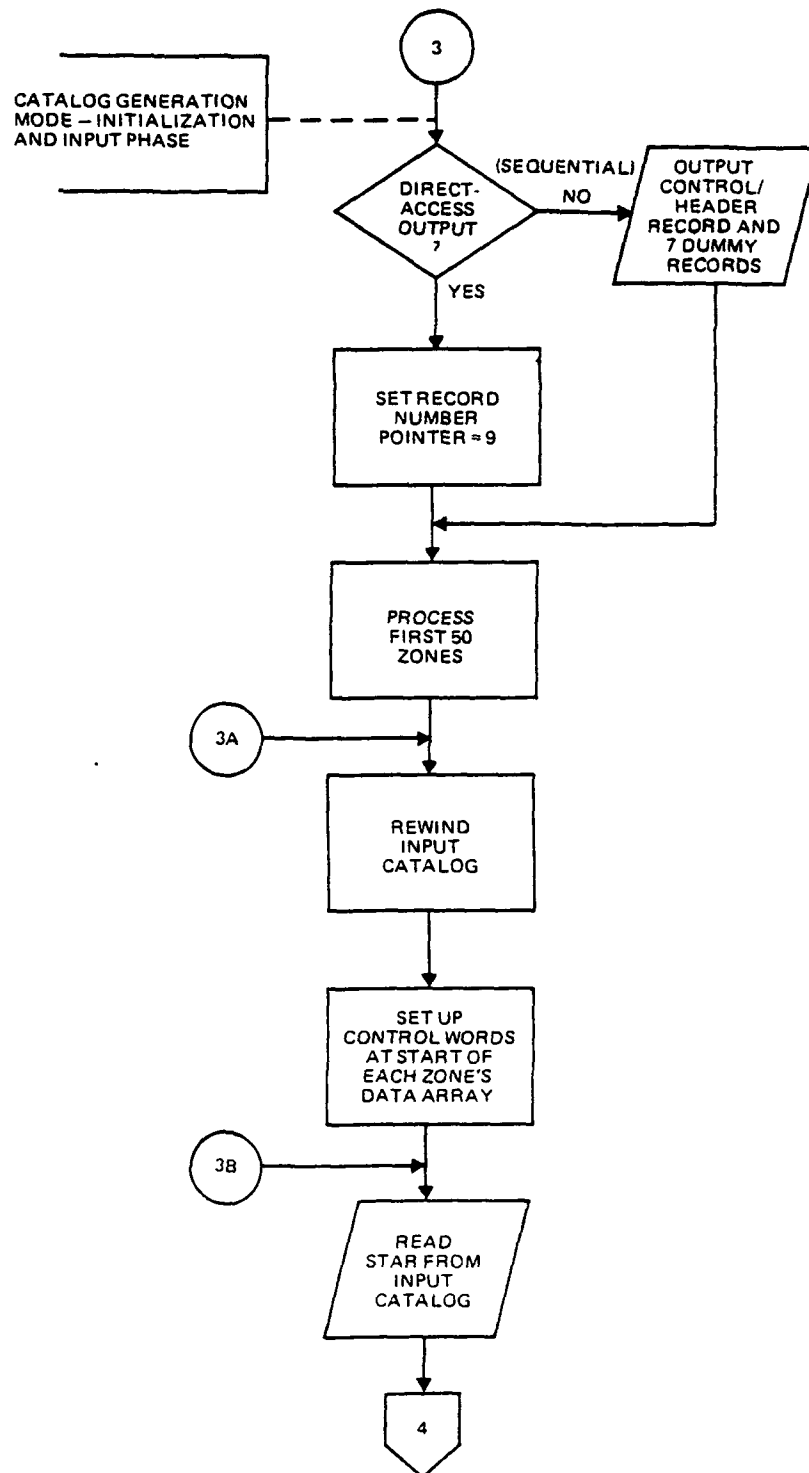 3
CATALOG GENERATION
MODE – INITIALIZATION
AND INPUT PHASE
DIRECT-
ACCESS
OUTPUT
?
(SEQUENTIAL)
NO
OUTPUT
CONTROL/
HEADER
RECORD AND
7 DUMMY
RECORDS
YES
SET RECORD
NUMBER
POINTER = 9
PROCESS
FIRST 50
ZONES
3A
REWIND
INPUT
CATALOG
SET UP
CONTROL WORDS
AT START OF
EACH ZONE'S
DATA ARRAY
3B
READ
STAR FROM
INPUT
CATALOG
4